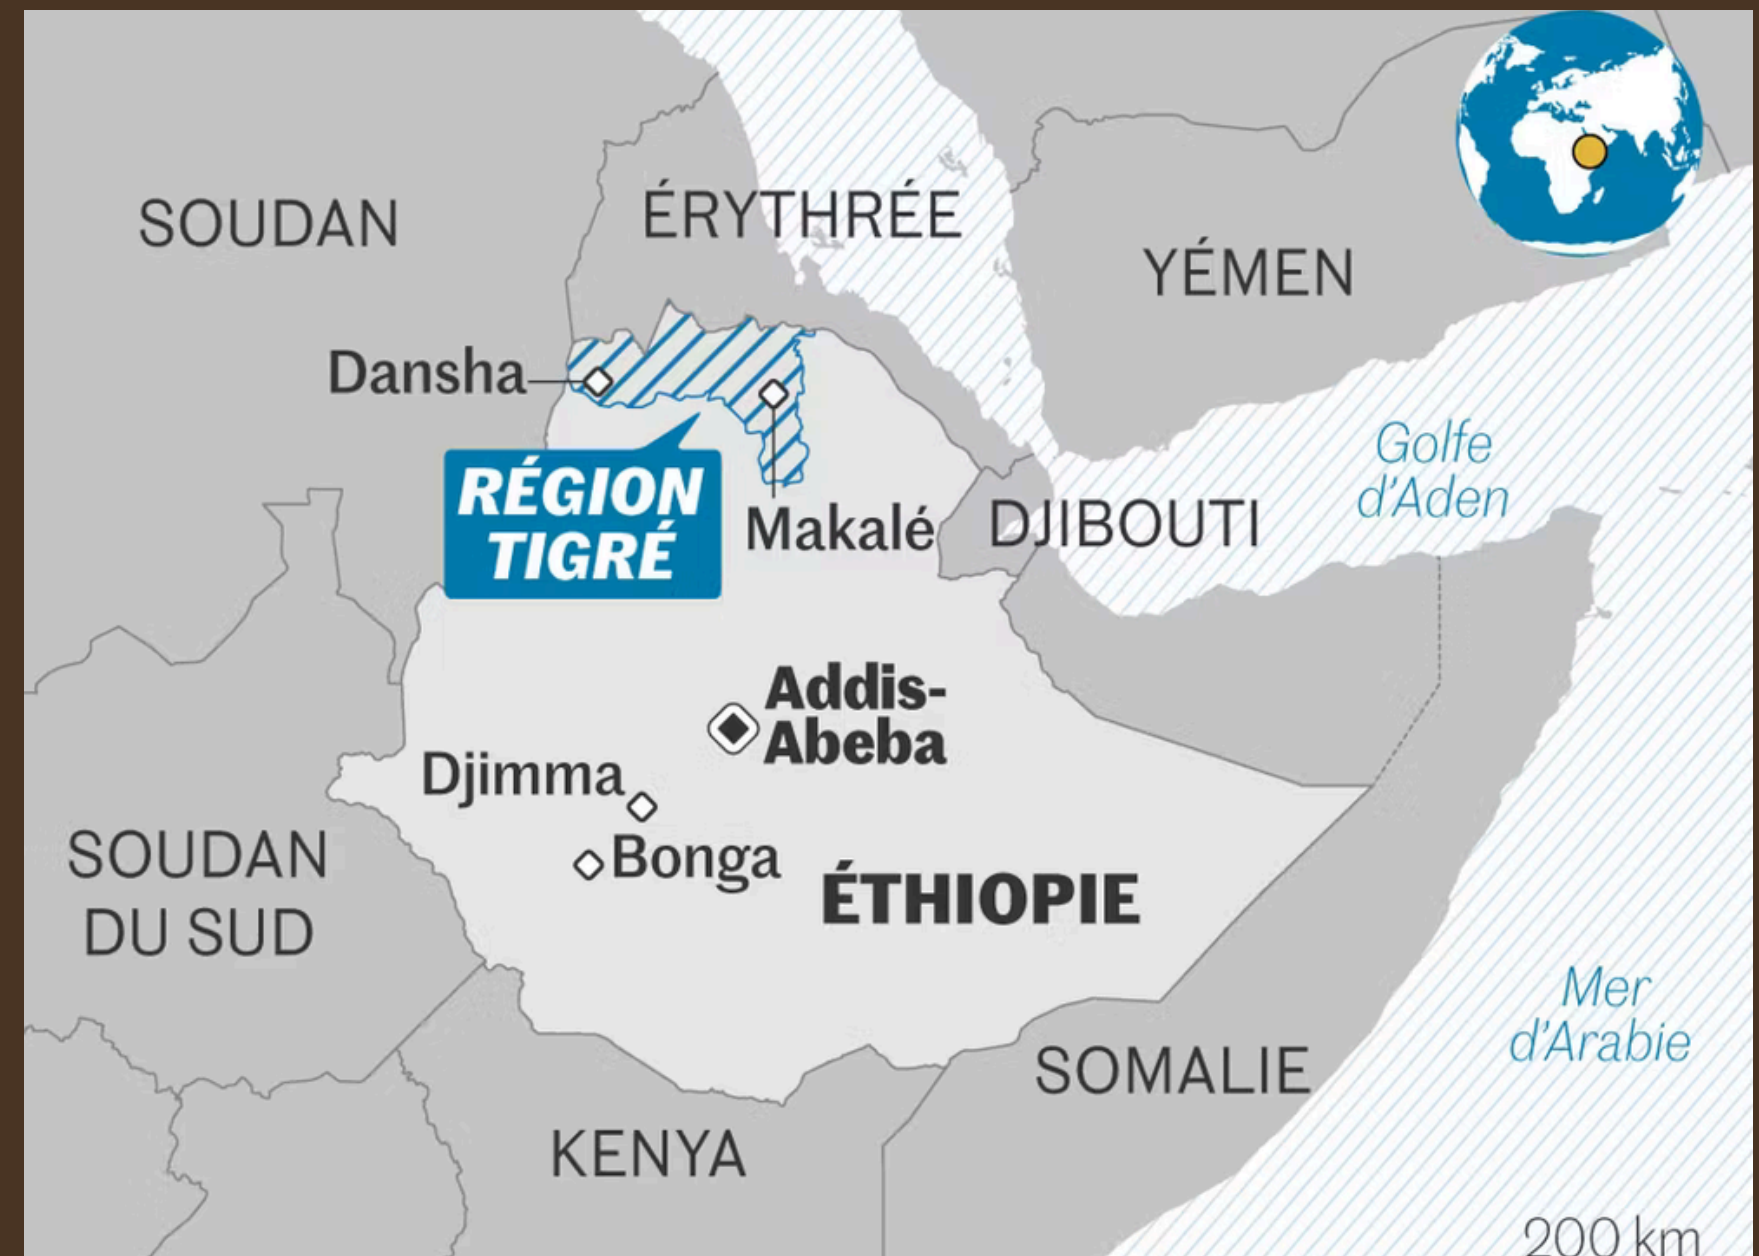 SOUDAN
ÉRYTHRÉE
YÉMEN
Dansha
RÉGION
TIGRÉ
Makalé
DJIBOUTI
Golfe
d'Aden
Addis-
Abeba
Djimma
Bonga
ÉTHIOPIE
SOUDAN
DU SUD
Mer
d'Arabie
SOMALIE
KENYA
200 km